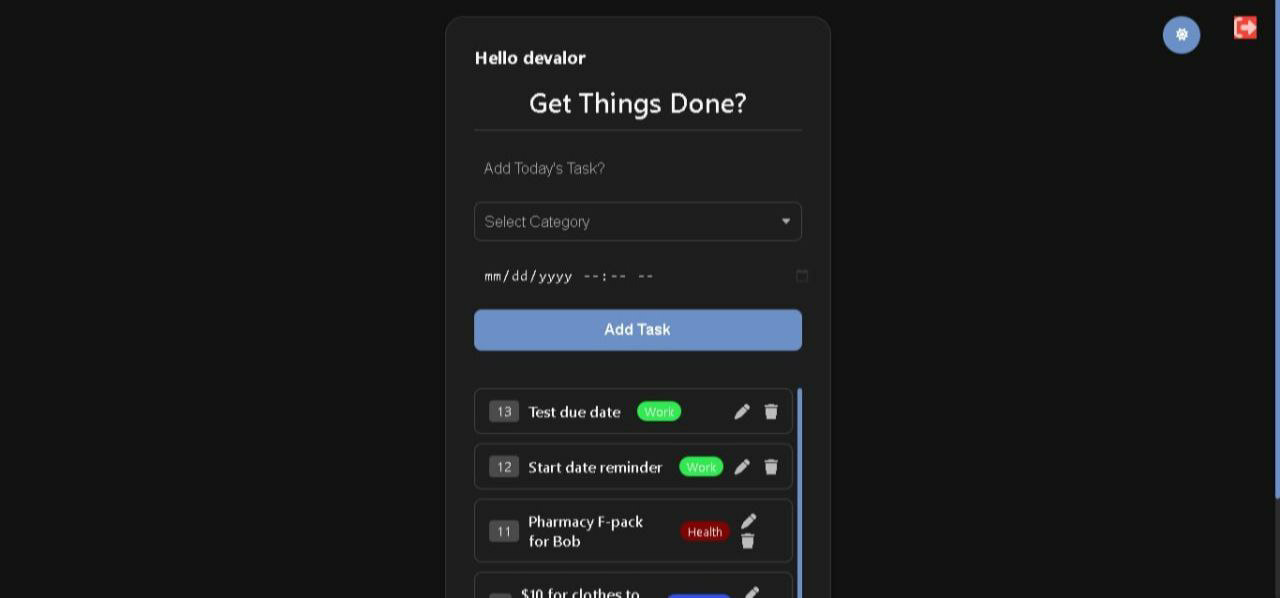 Hello devalor
Get Things Done?
Add Today's Task?
Select Category
mm/dd/yyyy --:-- --
Add Task
13 Test due date Work
12 Start date reminder Work
11 Pharmacy F-pack for Bob Health
$10 for clothes to